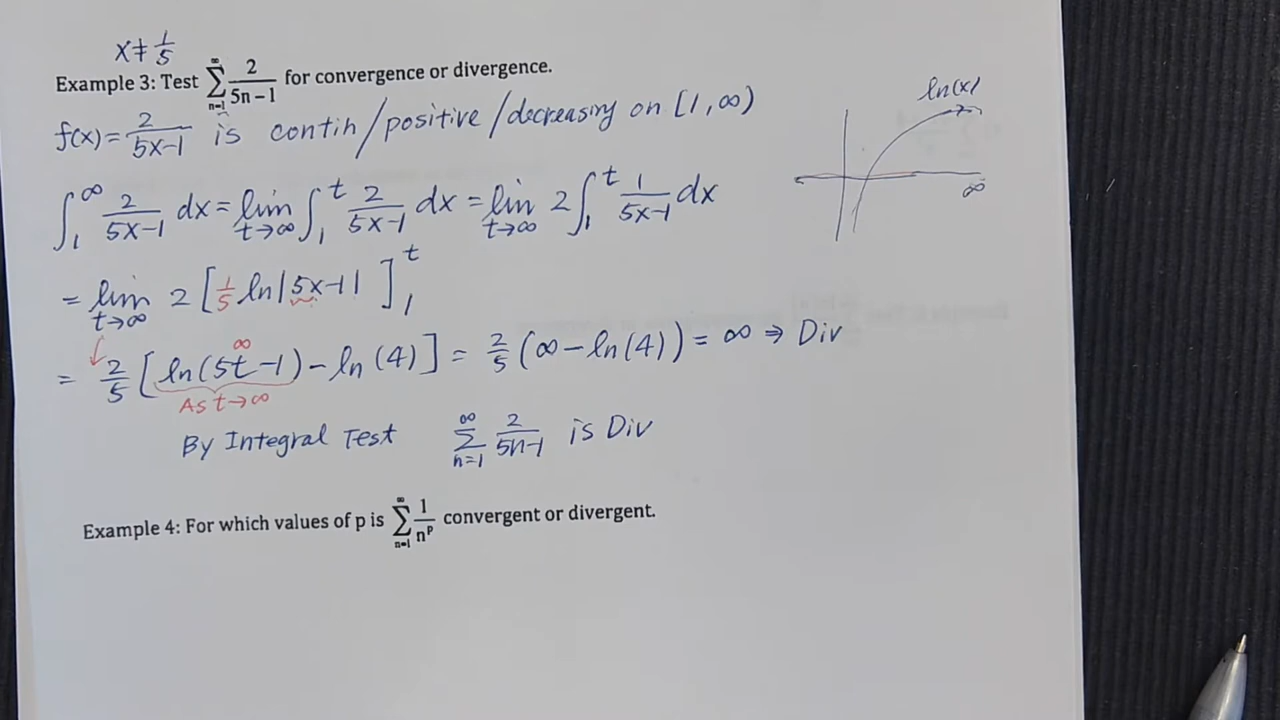 x ≠ 1/5
Example 3: Test ∑_{n=1}^{∞} 2/(5n−1) for convergence or divergence.
f(x) = 2/(5x−1) is contin/positive/decreasing on [1, ∞)
ln(x)
∞
∫_1^∞ 2/(5x−1) dx = lim_{t→∞} ∫_1^t 2/(5x−1) dx = lim_{t→∞} 2 ∫_1^t 1/(5x−1) dx
= lim_{t→∞} 2 [1/5 ln|5x−1|]_1^t
∞
= 2/5 [ln(5t−1) − ln(4)] = 2/5 (∞ − ln(4)) = ∞ ⇒ Div
As t→∞
By Integral Test ∑_{n=1}^{∞} 2/(5n−1) is Div
Example 4: For which values of p is ∑_{n=1}^{∞} 1/n^p convergent or divergent.